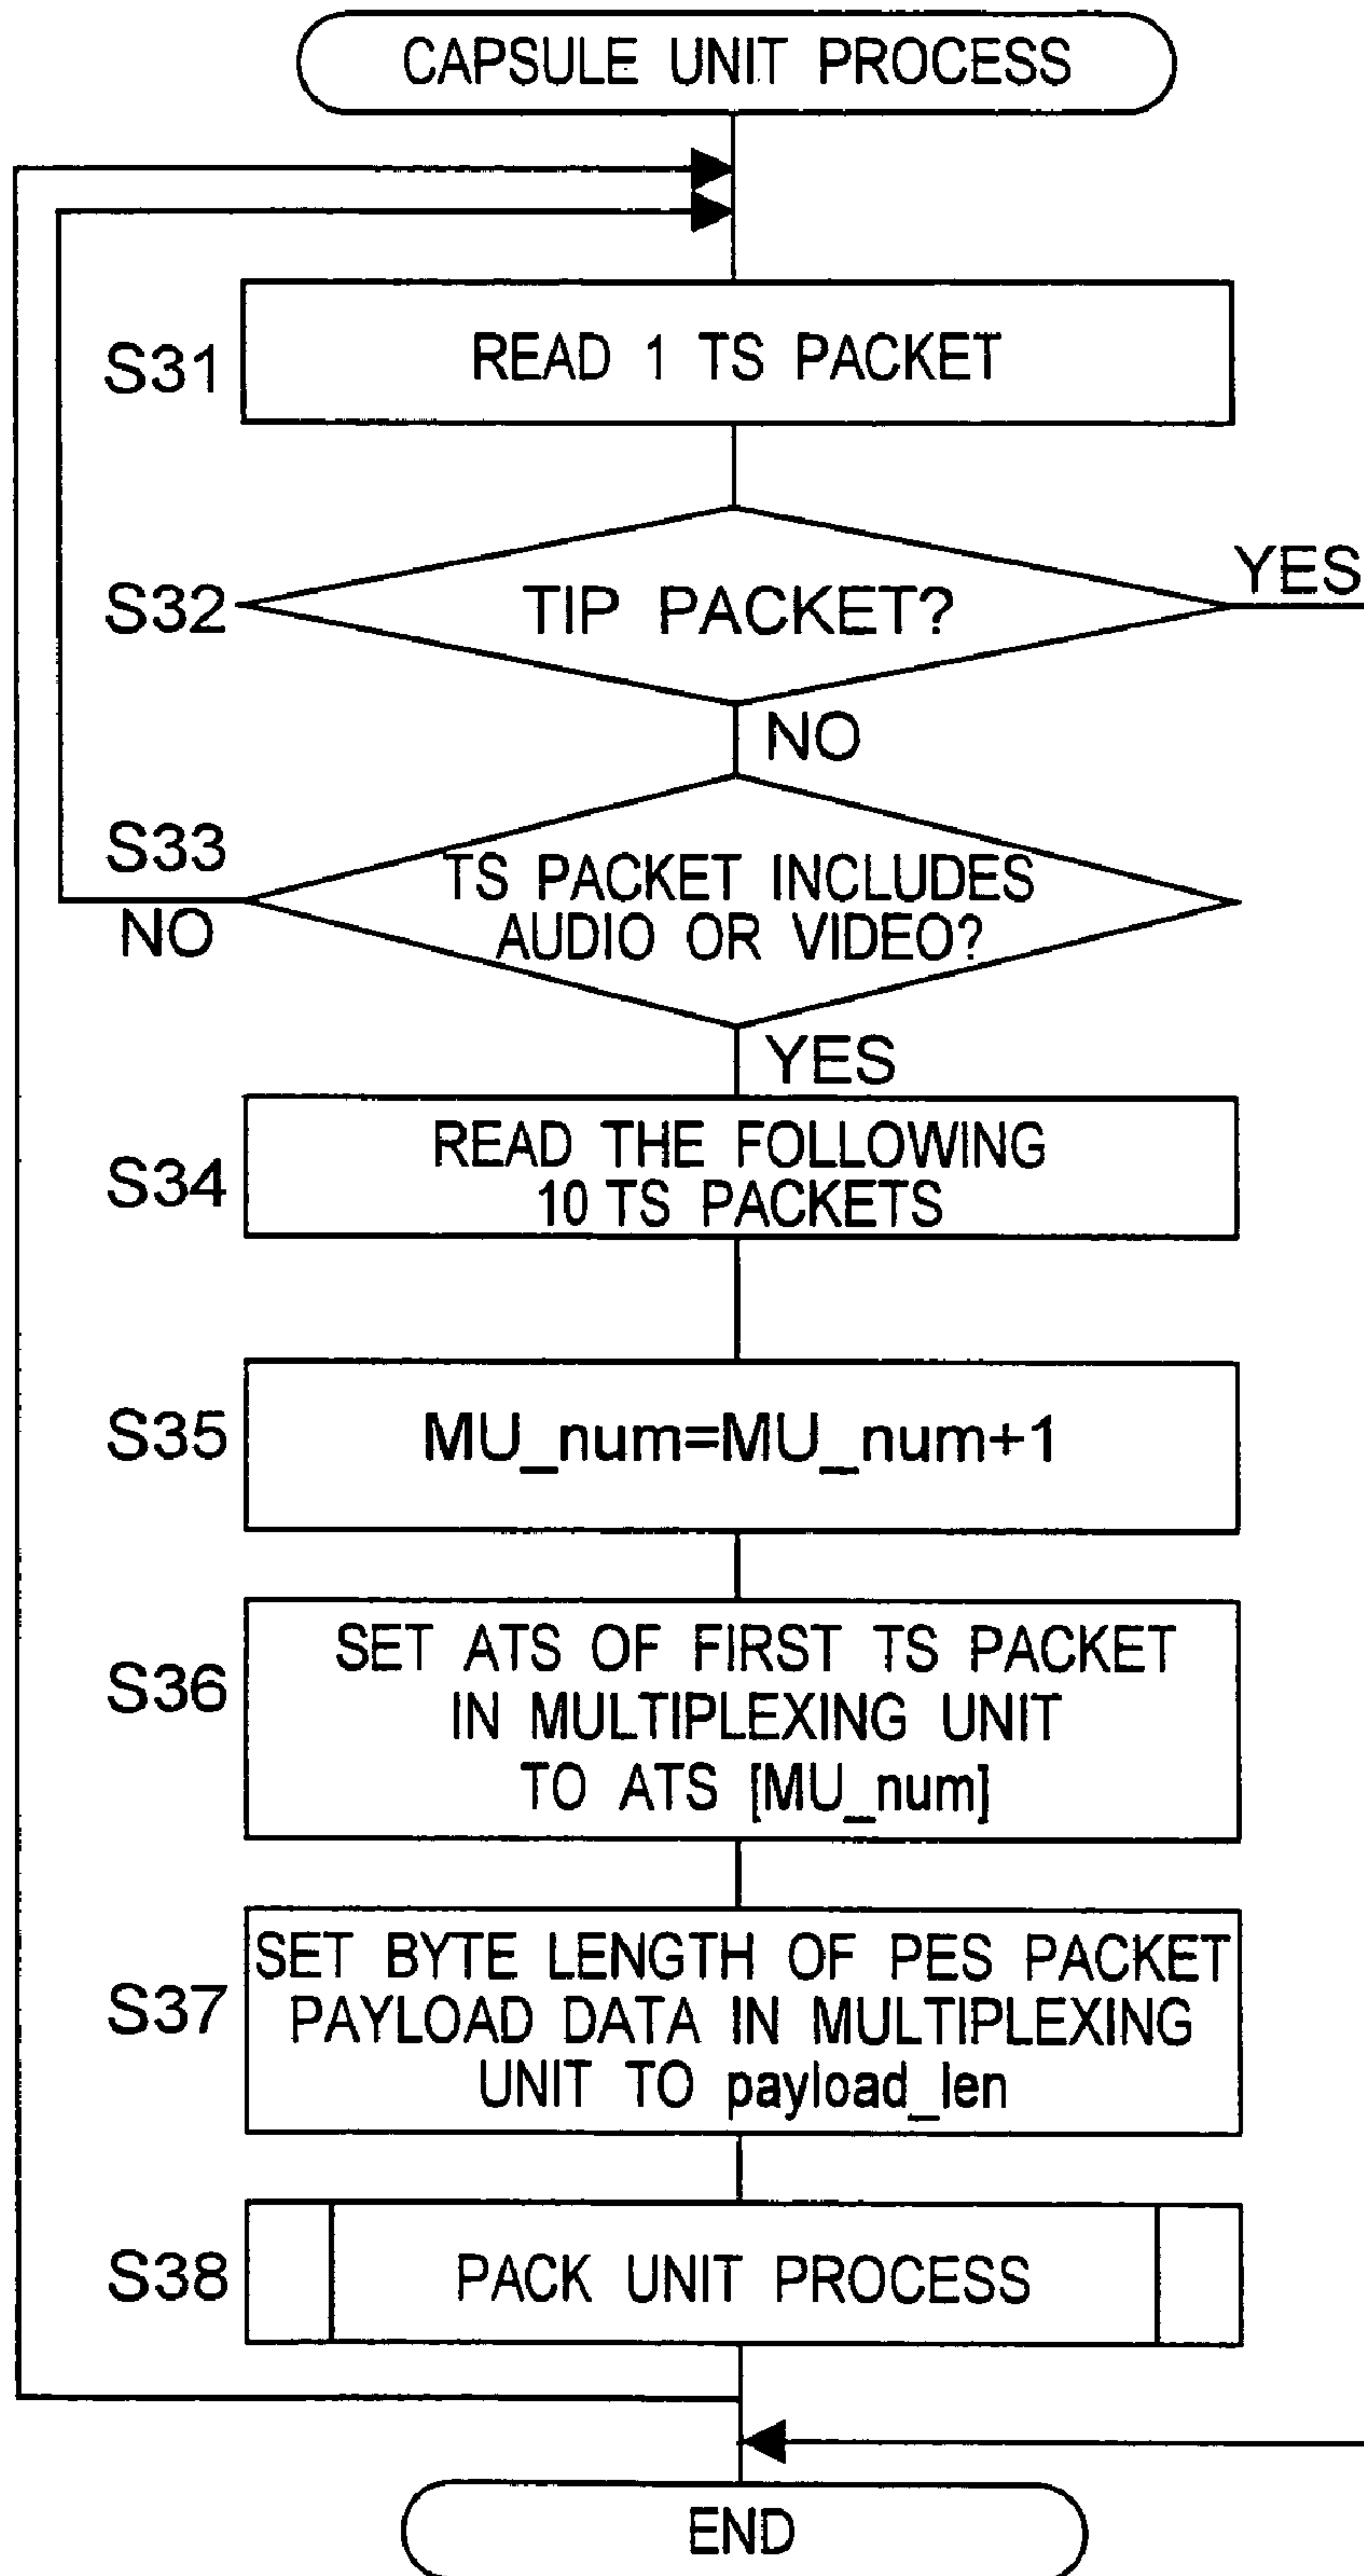 CAPSULE UNIT PROCESS
S31
READ 1 TS PACKET
S32
TIP PACKET?
YES
NO
S33
TS PACKET INCLUDES
AUDIO OR VIDEO?
NO
YES
S34
READ THE FOLLOWING
10 TS PACKETS
S35
MU_num=MU_num+1
S36
SET ATS OF FIRST TS PACKET
IN MULTIPLEXING UNIT
TO ATS [MU_num]
S37
SET BYTE LENGTH OF PES PACKET
PAYLOAD DATA IN MULTIPLEXING
UNIT TO payload_len
S38
PACK UNIT PROCESS
END